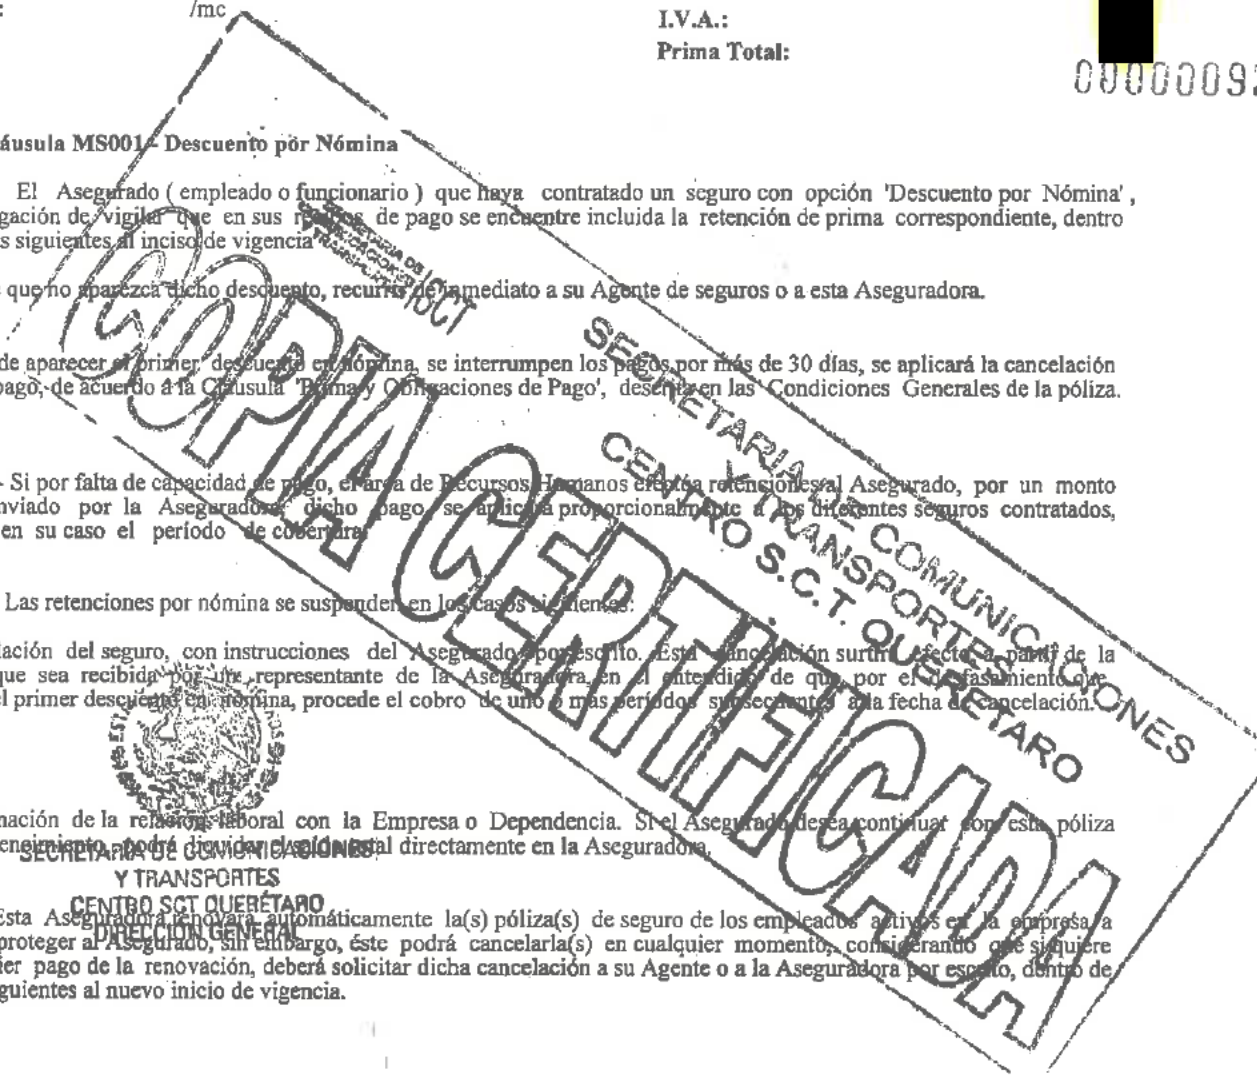 : /mc
I.V.A.:
Prima Total:
0000009
áusula MS001 - Descuento por Nómina
El Asegurado ( empleado o funcionario ) que haya contratado un seguro con opción 'Descuento por Nómina' ,
gación de vigilar que en sus de pago se encuentre incluida la retención de prima correspondiente, dentro
s siguientes al inciso de vigencia
SECRETARIA DE
COMUNICACIONES
Y TRANSPORTES
SCT
que no aparezca dicho descuento, recurrir de inmediato a su Agente de seguros o a esta Aseguradora.
de aparecer el primer descuento en nómina, se interrumpen los pagos por más de 30 días, se aplicará la cancelación
pago, de acuerdo á la Cláusula 'Prima y Obligaciones de Pago', descrita en las Condiciones Generales de la póliza.
- Si por falta de capacidad de pago, el área de Recursos Humanos efectúa retenciones al Asegurado, por un monto
nviado por la Aseguradora, dicho pago se aplicará proporcionalmente a los diferentes seguros contratados,
en su caso el período de cobertura.
Las retenciones por nómina se suspenden en los casos siguientes:
lación del seguro, con instrucciones del Asegurado por escrito. Esta cancelación surtirá efecto a partir de la
que sea recibida por un representante de la Aseguradora en el entendido de que por el desfasamiento que
el primer descuento en nómina, procede el cobro de uno o más períodos subsecuentes a la fecha de cancelación.
COPIA CERTIFICADA
SECRETARIA DE COMUNICACIONES
Y TRANSPORTES
CENTRO S.C.T. QUERETARO
nación de la relación laboral con la Empresa o Dependencia. Si el Asegurado desea continuar con esta póliza
encimiento, podrá liquidar el saldo total directamente en la Aseguradora.
SECRETARIA DE COMUNICACIONES
Y TRANSPORTES
CENTRO SCT QUERÉTARO
DIRECCIÓN GENERAL
Esta Aseguradora renovará automáticamente la(s) póliza(s) de seguro de los empleados activos en la empresa, a
proteger al Asegurado, sin embargo, éste podrá cancelarla(s) en cualquier momento, considerando que si quiere
er pago de la renovación, deberá solicitar dicha cancelación a su Agente o a la Aseguradora por escrito, dentro de
guientes al nuevo inicio de vigencia.